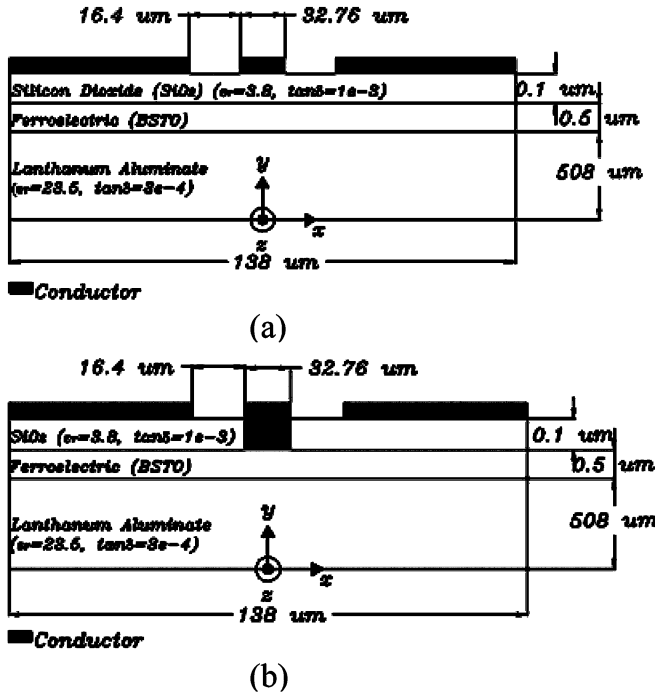 16.4 um 32.76 um
Silicon Dioxide (SiO₂) (εr=3.8, tanδ=1e-3) 0.1 um
Ferroelectric (BSTO) 0.5 um
Lanthanum Aluminate
(εr=23.5, tanδ=3e-4)
508 um
y
x
z
138 um
Conductor
(a)
16.4 um 32.76 um
SiO₂ (εr=3.8, tanδ=1e-3) 0.1 um
Ferroelectric (BSTO) 0.5 um
Lanthanum Aluminate
(εr=23.5, tanδ=3e-4)
508 um
y
x
z
138 um
Conductor
(b)